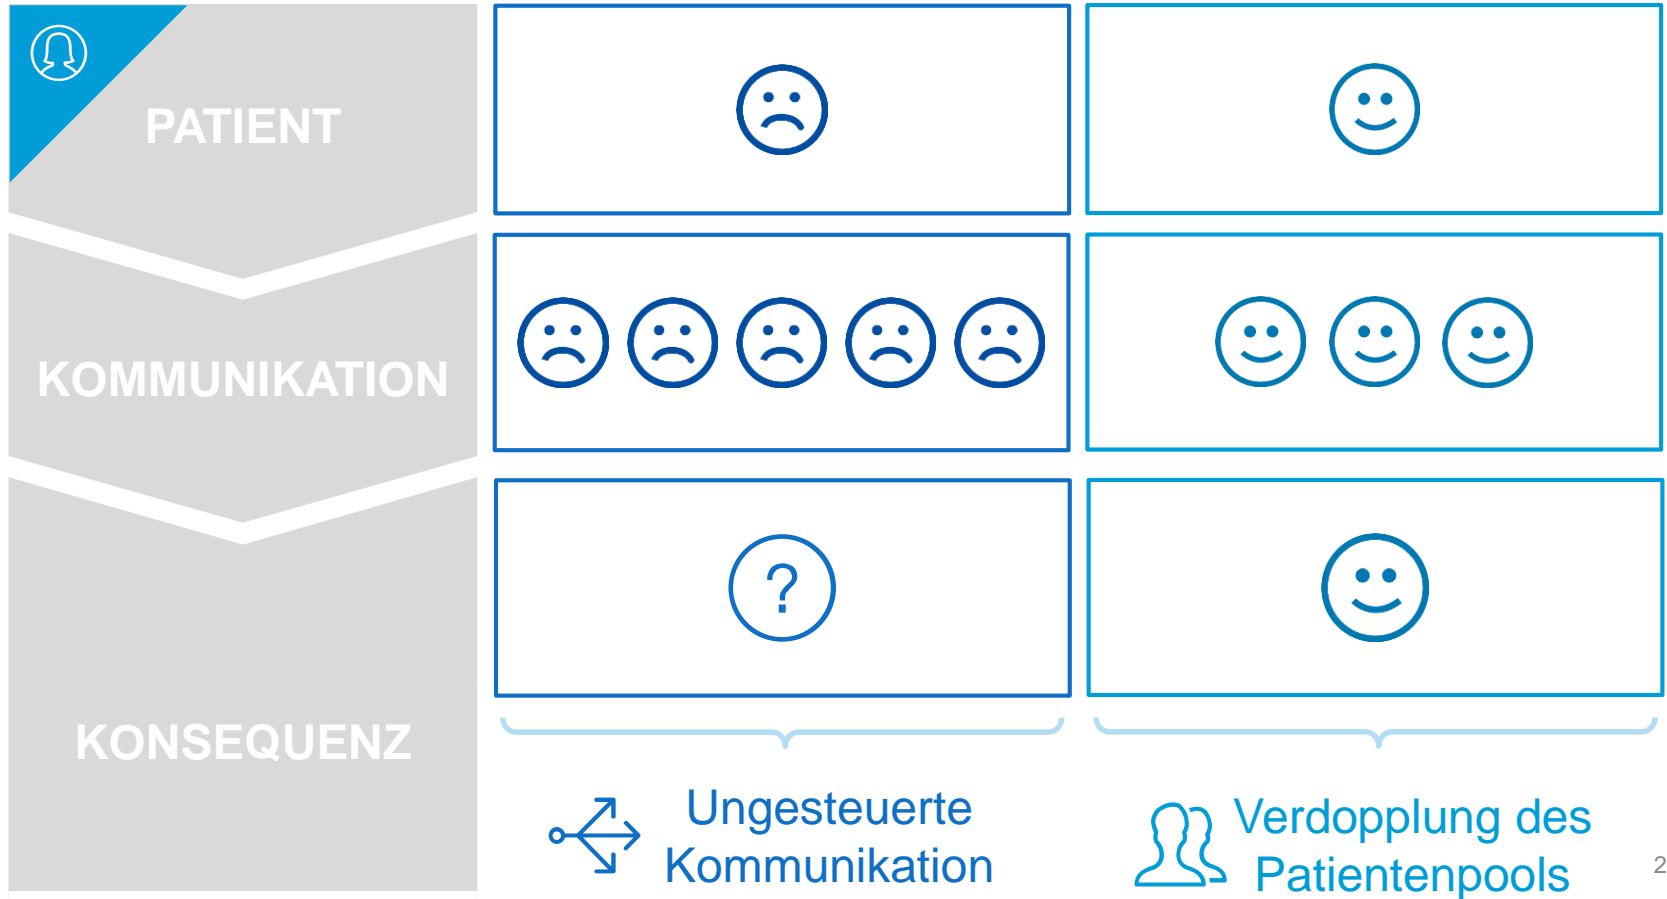 PATIENT
KOMMUNIKATION
?
KONSEQUENZ
Ungesteuerte
Kommunikation
Verdopplung des
Patientenpools
2